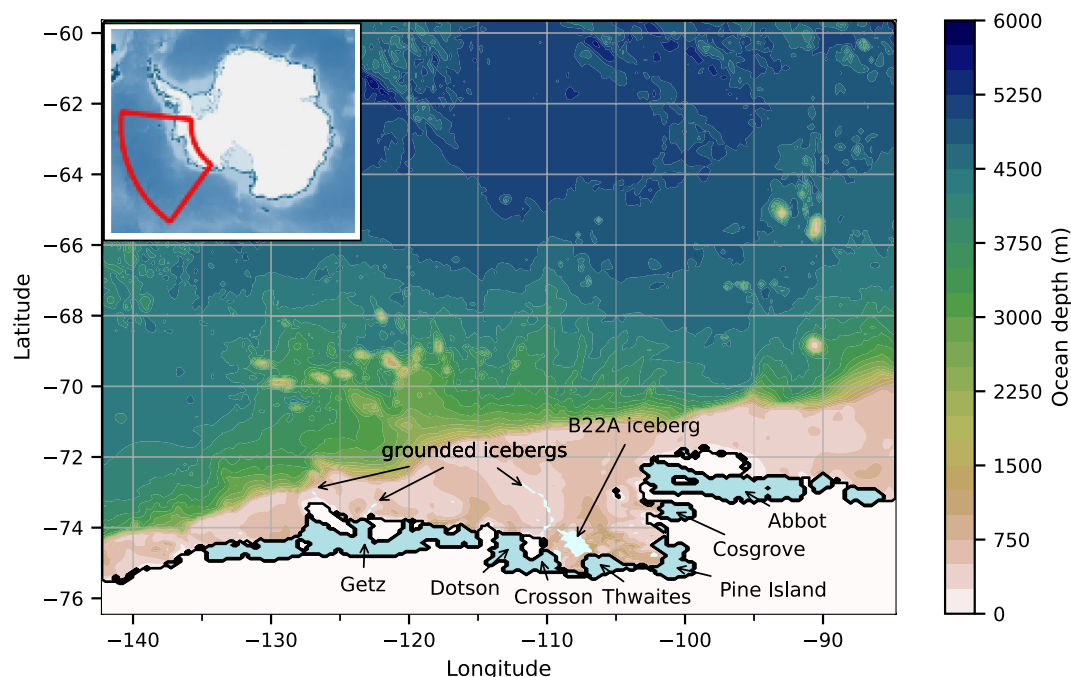 −60
−62
−64
−66
−68
−70
−72
−74
−76
Latitude
−140
−130
−120
−110
−100
−90
Longitude
B22A iceberg
grounded icebergs
Abbot
Cosgrove
Getz
Dotson
Crosson
Thwaites
Pine Island
6000
5250
4500
3750
3000
2250
1500
750
0
Ocean depth (m)